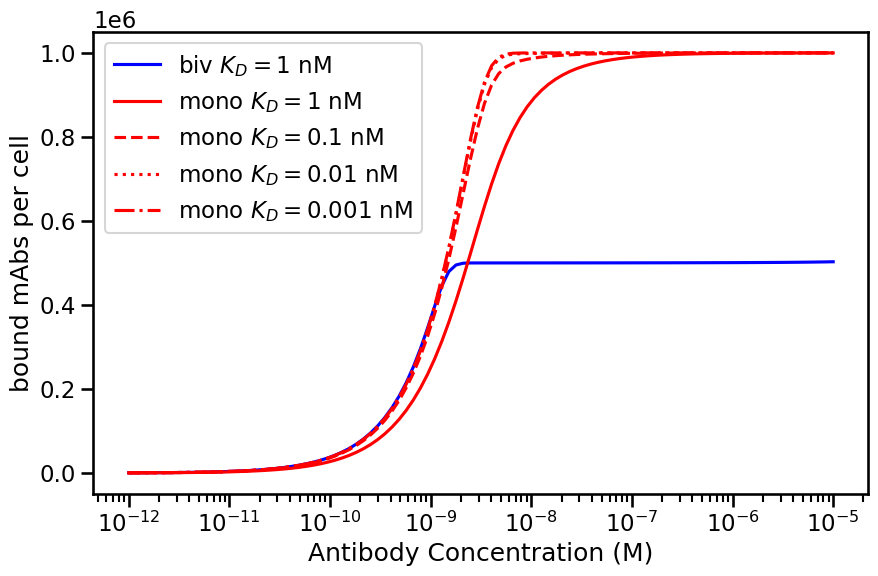 1e6
1.0
0.8
0.6
0.4
0.2
0.0
bound mAbs per cell
biv $K_D = 1$ nM
mono $K_D = 1$ nM
mono $K_D = 0.1$ nM
mono $K_D = 0.01$ nM
mono $K_D = 0.001$ nM
10⁻¹² 10⁻¹¹ 10⁻¹⁰ 10⁻⁹ 10⁻⁸ 10⁻⁷ 10⁻⁶ 10⁻⁵
Antibody Concentration (M)